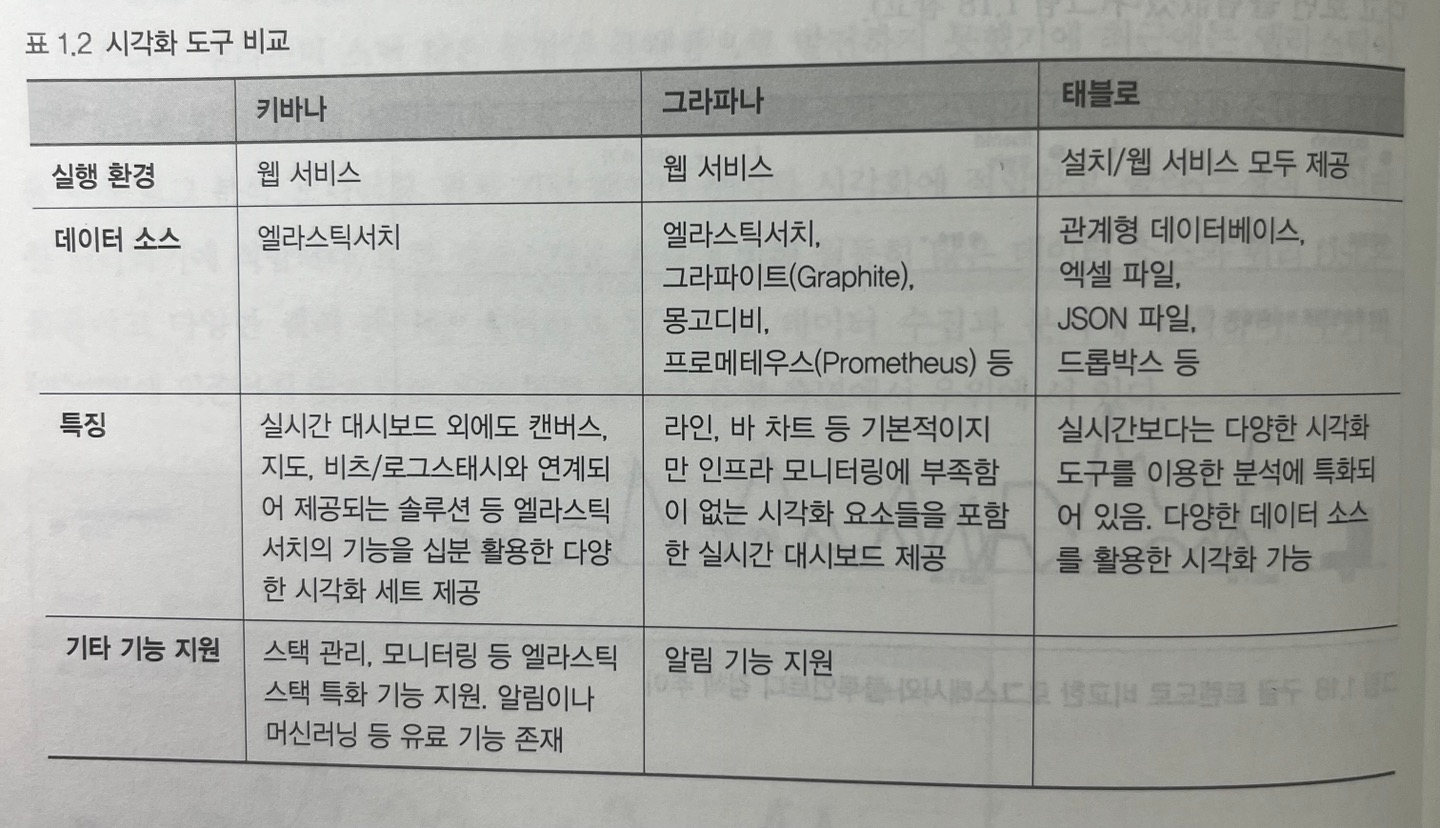 표 1.2 시각화 도구 비교
키바나 그라파나 태블로
실행 환경 웹 서비스 웹 서비스 설치/웹 서비스 모두 제공
데이터 소스 엘라스틱서치 엘라스틱서치, 관계형 데이터베이스,
그라파이트(Graphite), 엑셀 파일,
몽고디비, JSON 파일,
프로메테우스(Prometheus) 등 드롭박스 등
특징 실시간 대시보드 외에도 캔버스, 라인, 바 차트 등 기본적이지 실시간보다는 다양한 시각화
지도, 비츠/로그스태시와 연계되 만 인프라 모니터링에 부족함 도구를 이용한 분석에 특화되
어 제공되는 솔루션 등 엘라스틱 이 없는 시각화 요소들을 포함 어 있음. 다양한 데이터 소스
서치의 기능을 십분 활용한 다양 한 실시간 대시보드 제공 를 활용한 시각화 가능
한 시각화 세트 제공
기타 기능 지원 스택 관리, 모니터링 등 엘라스틱 알림 기능 지원
스택 특화 기능 지원. 알림이나
머신러닝 등 유료 기능 존재